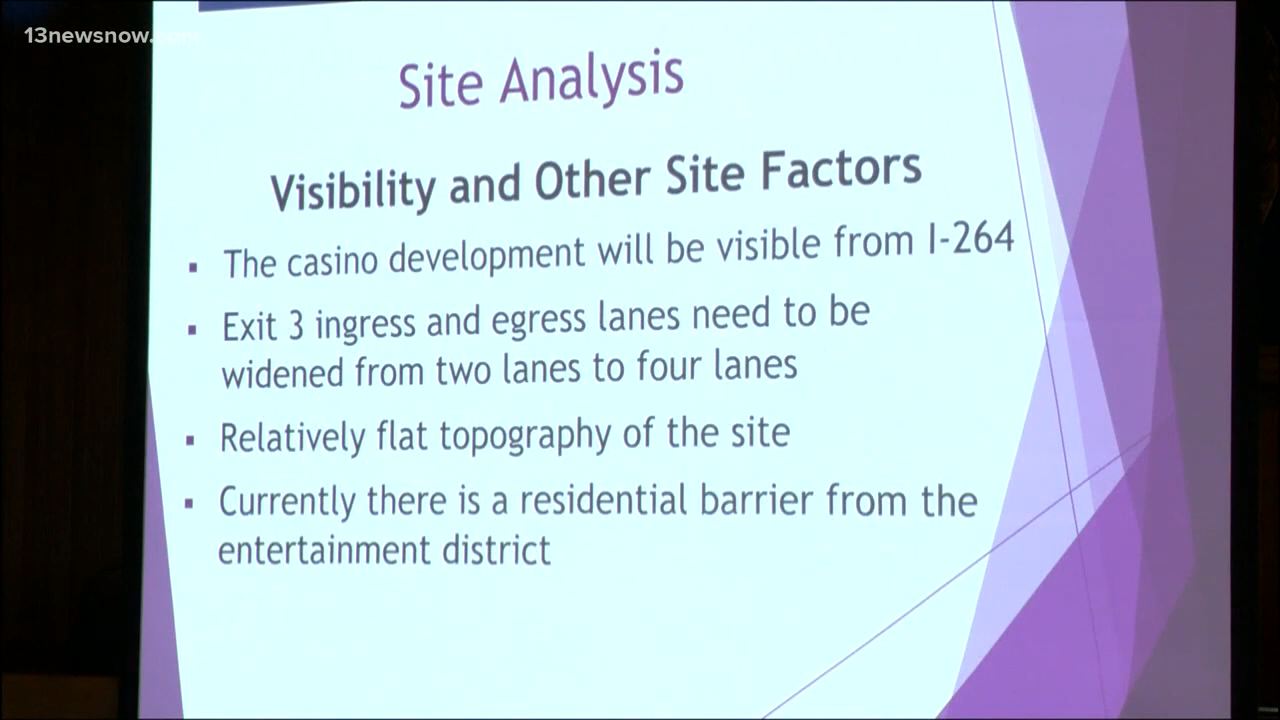 13newsnow.com
Site Analysis
Visibility and Other Site Factors
▪ The casino development will be visible from I-264
▪ Exit 3 ingress and egress lanes need to be
widened from two lanes to four lanes
▪ Relatively flat topography of the site
▪ Currently there is a residential barrier from the
entertainment district